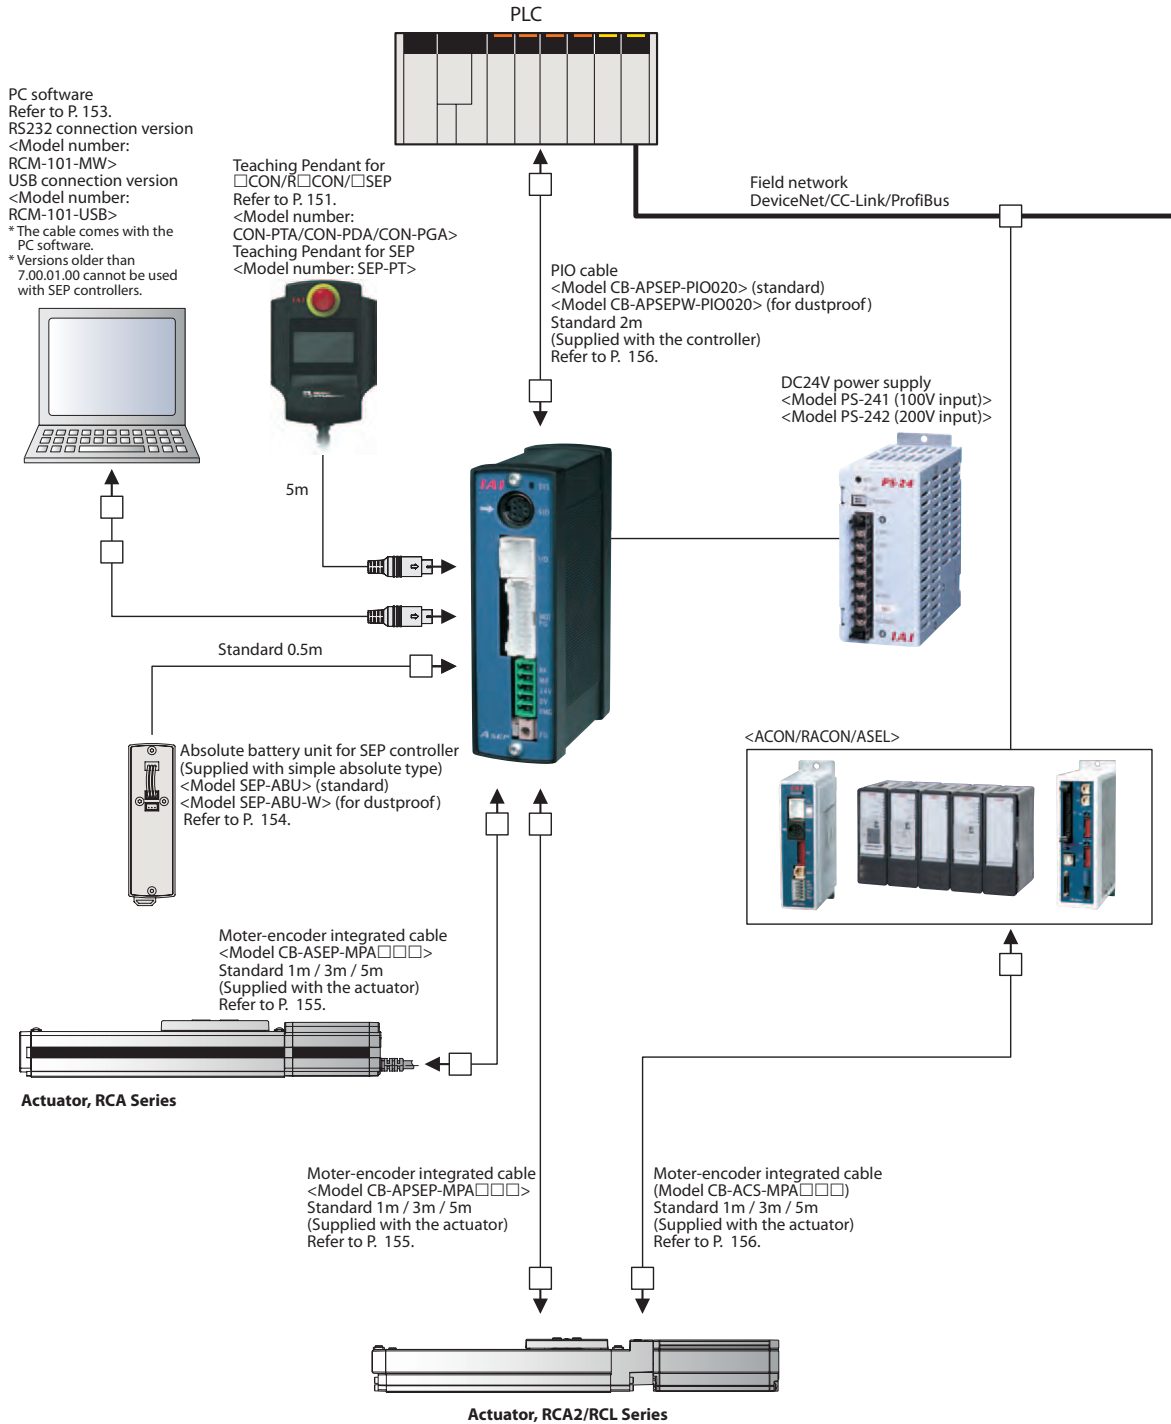 PLC
PC software
Refer to P. 153.
RS232 connection version
<Model number:
RCM-101-MW>
USB connection version
<Model number:
RCM-101-USB>
* The cable comes with the
PC software.
* Versions older than
7.00.01.00 cannot be used
with SEP controllers.
Teaching Pendant for
□CON/R□CON/□SEP
Refer to P. 151.
<Model number:
CON-PTA/CON-PDA/CON-PGA>
Teaching Pendant for SEP
<Model number: SEP-PT>
Field network
DeviceNet/CC-Link/ProfiBus
PIO cable
<Model CB-APSEP-PIO020> (standard)
<Model CB-APSEPW-PIO020> (for dustproof)
Standard 2m
(Supplied with the controller)
Refer to P. 156.
DC24V power supply
<Model PS-241 (100V input)>
<Model PS-242 (200V input)>
IAI
PS-24
IAI
ASEP
5m
Standard 0.5m
Absolute battery unit for SEP controller
(Supplied with simple absolute type)
<Model SEP-ABU> (standard)
<Model SEP-ABU-W> (for dustproof)
Refer to P. 154.
<ACON/RACON/ASEL>
Moter-encoder integrated cable
<Model CB-ASEP-MPA□□□>
Standard 1m / 3m / 5m
(Supplied with the actuator)
Refer to P. 155.
Actuator, RCA Series
Moter-encoder integrated cable
<Model CB-APSEP-MPA□□□>
Standard 1m / 3m / 5m
(Supplied with the actuator)
Refer to P. 155.
Moter-encoder integrated cable
(Model CB-ACS-MPA□□□)
Standard 1m / 3m / 5m
(Supplied with the actuator)
Refer to P. 156.
Actuator, RCA2/RCL Series